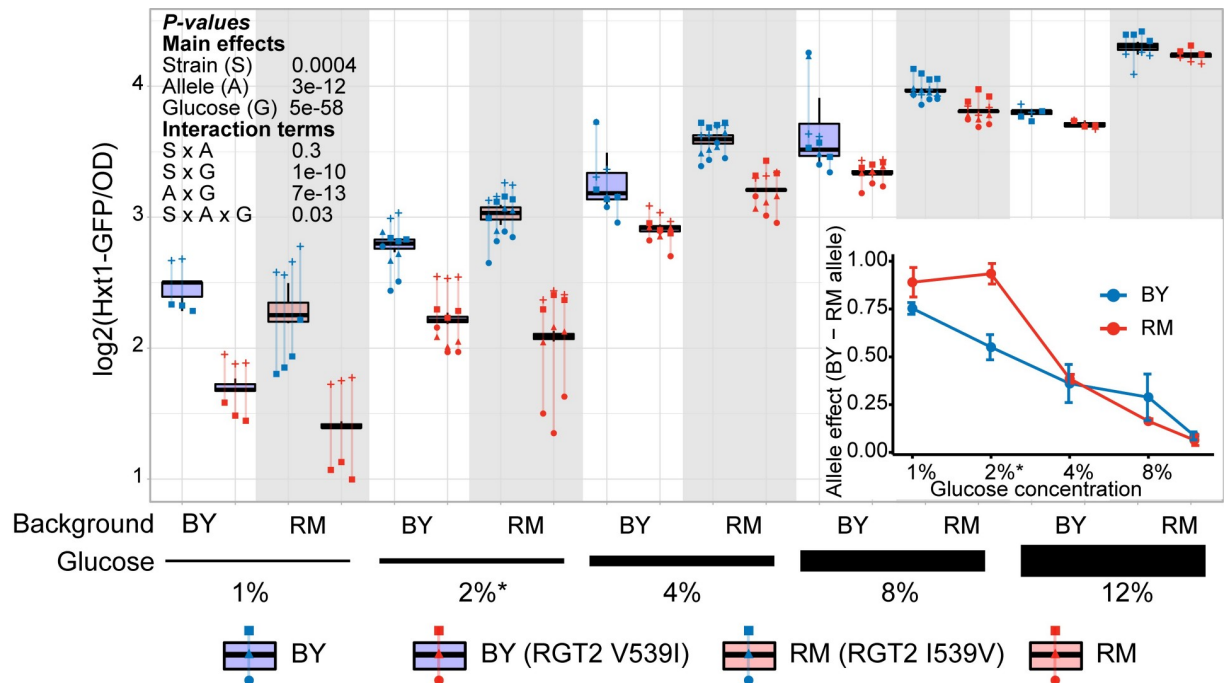 P-values
Main effects
Strain (S) 0.0004
Allele (A) 3e-12
Glucose (G) 5e-58
Interaction terms
S x A 0.3
S x G 1e-10
A x G 7e-13
S x A x G 0.03
log2(Hxt1-GFP/OD)
4
3
2
1
Allele effect (BY − RM allele)
1.00
0.75
0.50
0.25
0.00
BY
RM
1% 2%* 4% 8%
Glucose concentration
Background BY RM BY RM BY RM BY RM BY RM
Glucose
1% 2%* 4% 8% 12%
BY BY (RGT2 V539I) RM (RGT2 I539V) RM